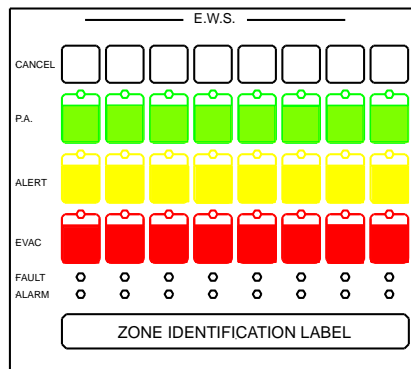 E.W.S.
CANCEL
P.A.
ALERT
EVAC
FAULT
ALARM
ZONE IDENTIFICATION LABEL